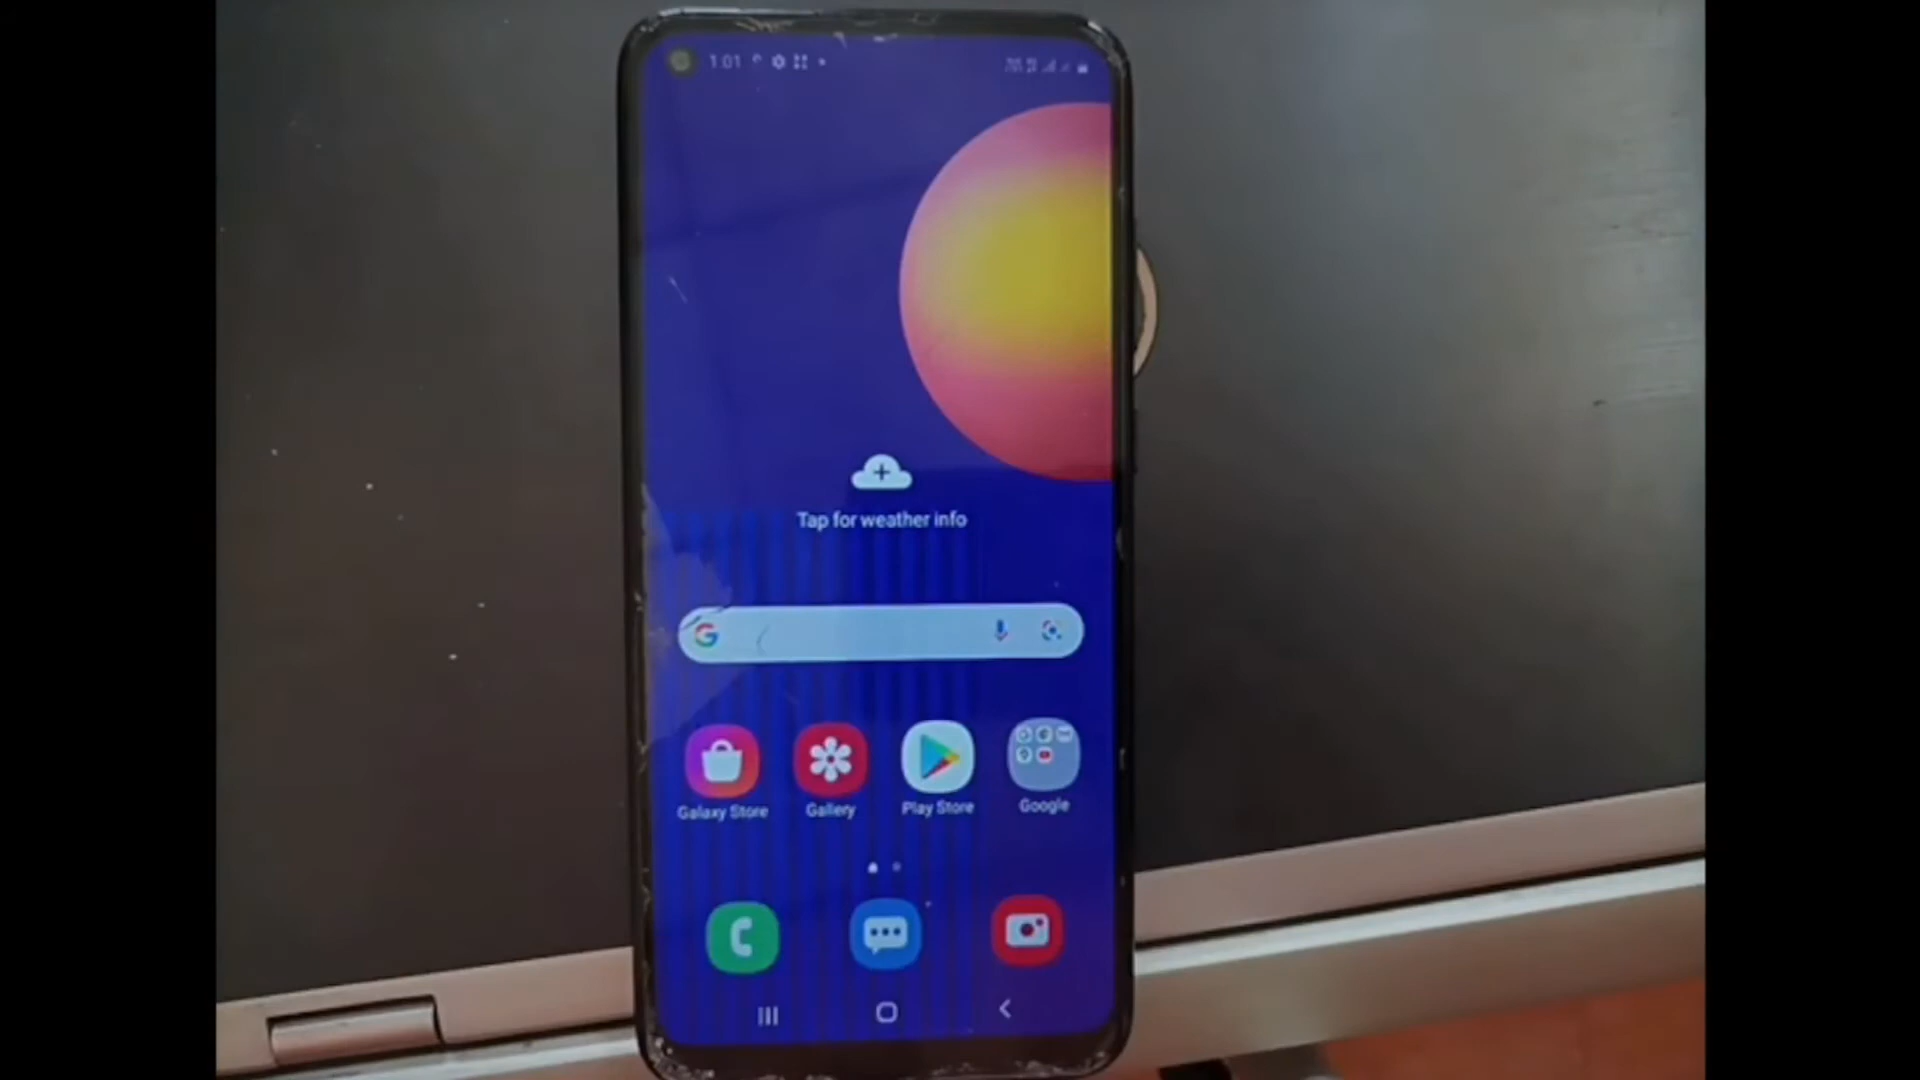 1:01
Tap for weather info
G
Galaxy Store
Gallery
Play Store
Google